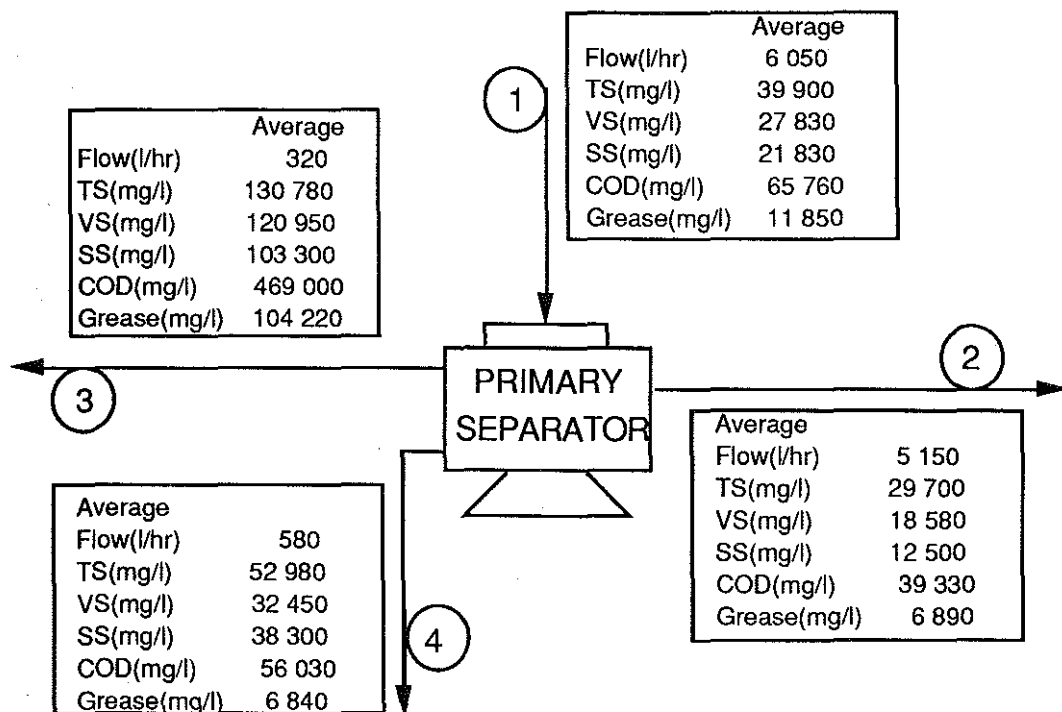 Average
Flow(l/hr) 6 050
TS(mg/l) 39 900
VS(mg/l) 27 830
SS(mg/l) 21 830
COD(mg/l) 65 760
Grease(mg/l) 11 850
1
Average
Flow(l/hr) 320
TS(mg/l) 130 780
VS(mg/l) 120 950
SS(mg/l) 103 300
COD(mg/l) 469 000
Grease(mg/l) 104 220
3
PRIMARY
SEPARATOR
2
Average
Flow(l/hr) 5 150
TS(mg/l) 29 700
VS(mg/l) 18 580
SS(mg/l) 12 500
COD(mg/l) 39 330
Grease(mg/l) 6 890
Average
Flow(l/hr) 580
TS(mg/l) 52 980
VS(mg/l) 32 450
SS(mg/l) 38 300
COD(mg/l) 56 030
Grease(mg/l) 6 840
4